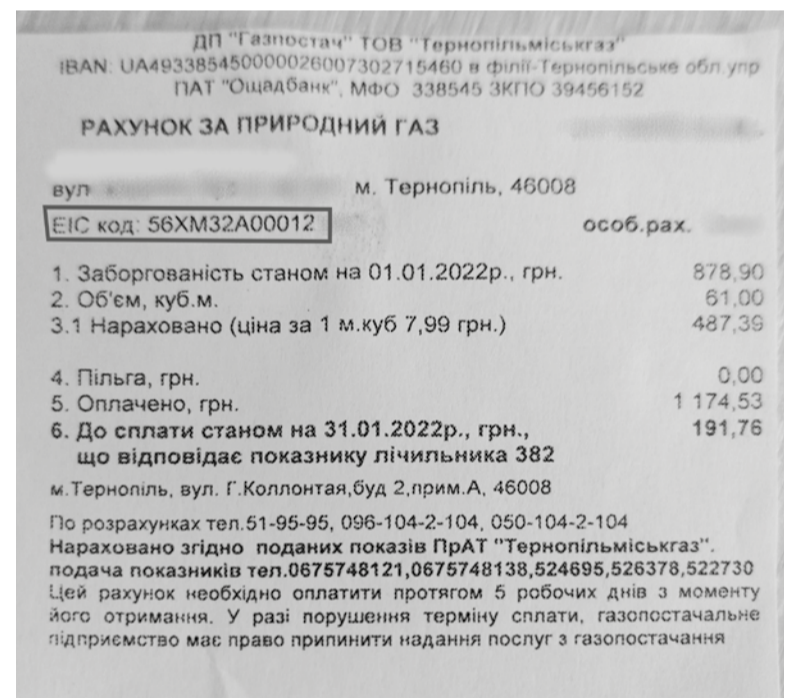 ДП "Газпостач" ТОВ "Тернопільміськгаз"
IBAN: UA493385450000026007302715460 в філії-Тернопільське обл.упр
ПАТ "Ощадбанк", МФО 338545 ЗКПО 39456152
РАХУНОК ЗА ПРИРОДНИЙ ГАЗ
вул м. Тернопіль, 46008
EIC код: 56XM32A00012 особ.рах.
1. Заборгованість станом на 01.01.2022р., грн. 878,90
2. Об'єм, куб.м. 61,00
3.1 Нараховано (ціна за 1 м.куб 7,99 грн.) 487,39
4. Пільга, грн. 0,00
5. Оплачено, грн. 1 174,53
6. До сплати станом на 31.01.2022р., грн., 191,76
що відповідає показнику лічильника 382
м.Тернопіль, вул. Г.Коллонтая,буд 2,прим.А, 46008
По розрахунках тел.51-95-95, 096-104-2-104, 050-104-2-104
Нараховано згідно поданих показів ПрАТ "Тернопільміськгаз".
подача показників тел.0675748121,0675748138,524695,526378,522730
Цей рахунок необхідно оплатити протягом 5 робочих днів з моменту
його отримання. У разі порушення терміну сплати, газопостачальне
підприємство має право припинити надання послуг з газопостачання